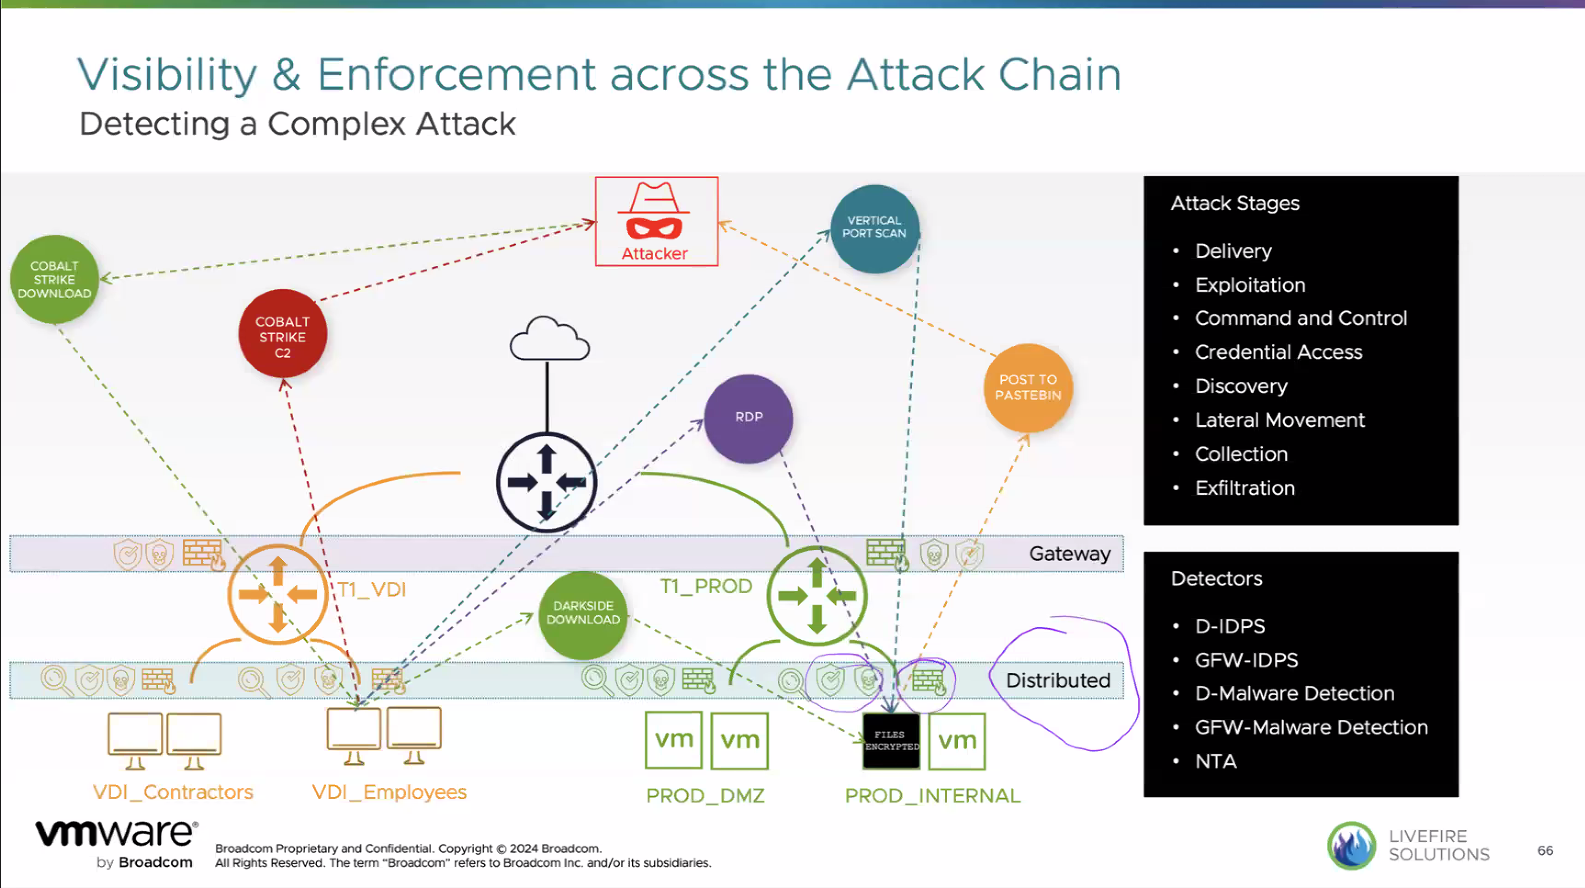 Visibility & Enforcement across the Attack Chain
Detecting a Complex Attack
Attacker
COBALT
STRIKE
DOWNLOAD
COBALT
STRIKE
C2
VERTICAL
PORT SCAN
RDP
POST TO
PASTEBIN
Gateway
T1_VDI
T1_PROD
DARKSIDE
DOWNLOAD
Distributed
vm
vm
FILES
ENCRYPTED
vm
VDI_Contractors
VDI_Employees
PROD_DMZ
PROD_INTERNAL
Attack Stages
• Delivery
• Exploitation
• Command and Control
• Credential Access
• Discovery
• Lateral Movement
• Collection
• Exfiltration
Detectors
• D-IDPS
• GFW-IDPS
• D-Malware Detection
• GFW-Malware Detection
• NTA
vmware®
by Broadcom
Broadcom Proprietary and Confidential. Copyright © 2024 Broadcom.
All Rights Reserved. The term “Broadcom” refers to Broadcom Inc. and/or its subsidiaries.
LIVEFIRE
SOLUTIONS
66